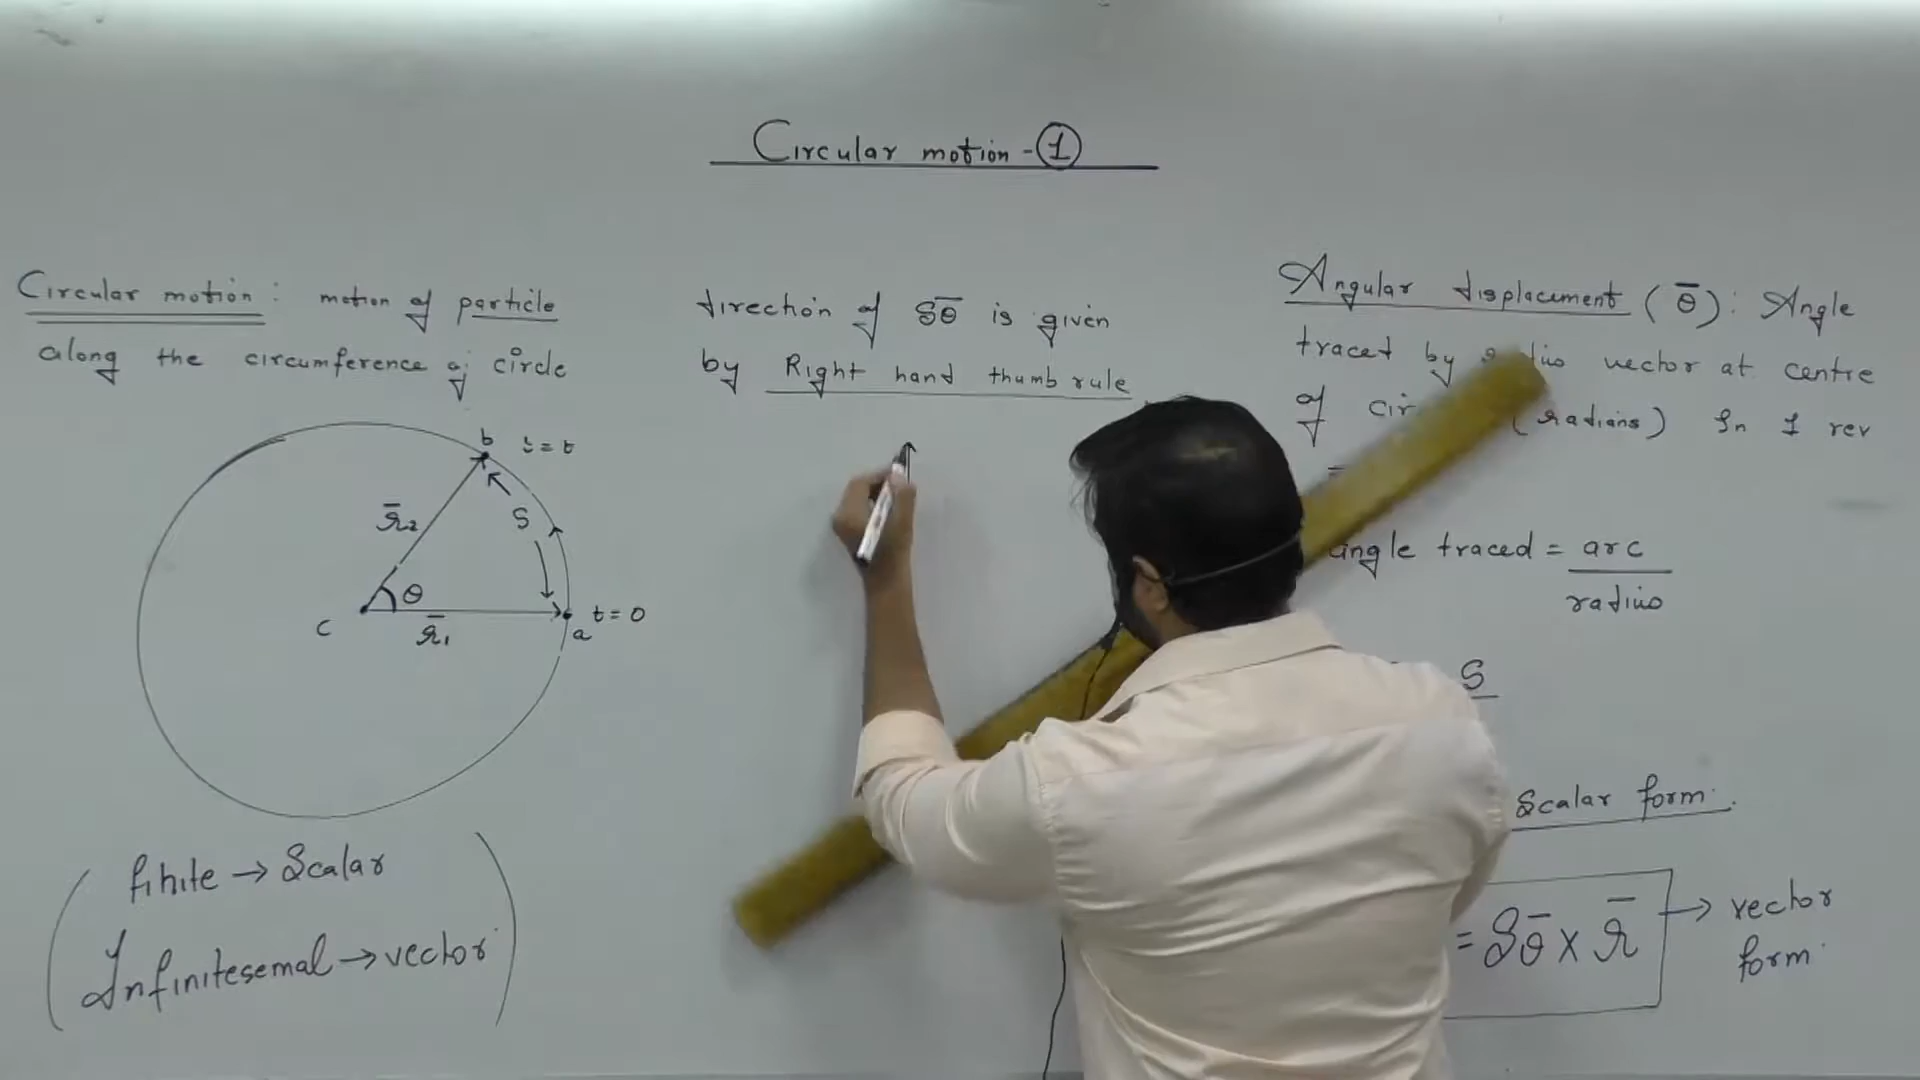 Circular motion - 1
Circular motion : motion of particle
along the circumference of circle
b t = t
r̄₂
S
θ
c r̄₁ a t = 0
( finite → Scalar
Infinitesemal → vector )
direction of δθ̄ is given
by Right hand thumb rule
Angular displacement ( θ̄ ) : Angle
traced by vector at centre
of (radians) In 1 rev
angle traced = arc
radius
S
Scalar form.
= δθ̄ × r̄ → vector
form.